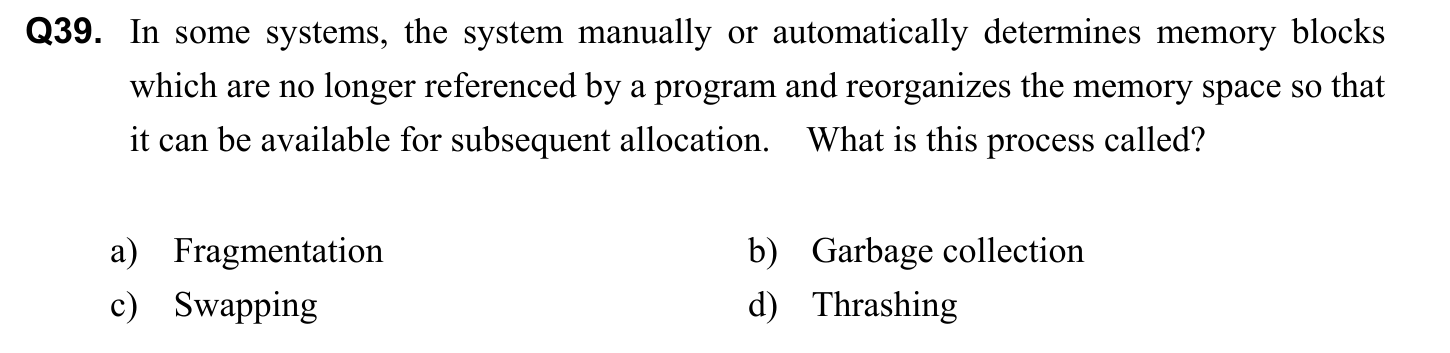 Q39. In some systems, the system manually or automatically determines memory blocks
which are no longer referenced by a program and reorganizes the memory space so that
it can be available for subsequent allocation. What is this process called?
a) Fragmentation b) Garbage collection
c) Swapping d) Thrashing